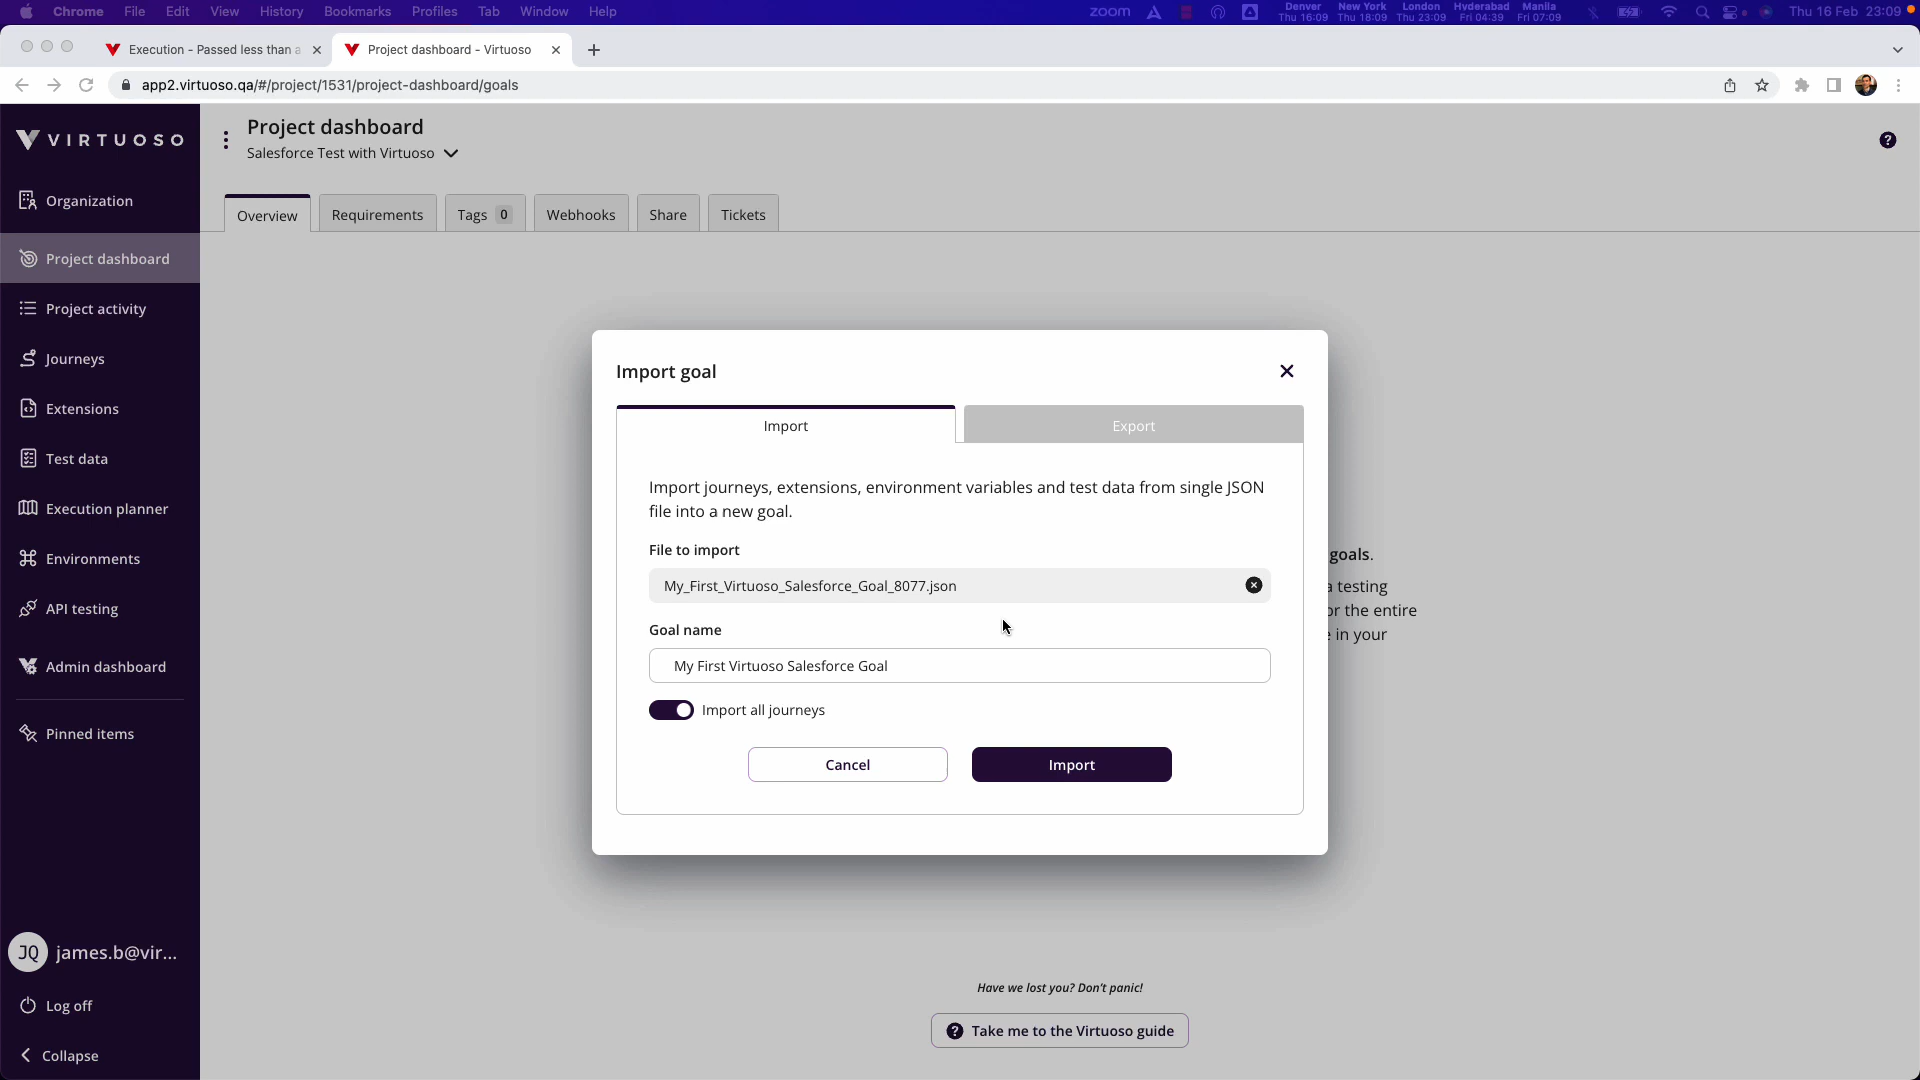 Chrome File Edit View History Bookmarks Profiles Tab Window Help
zoom
Denver New York London Hyderabad Manila
Thu 16:09 Thu 18:09 Thu 23:09 Fri 04:39 Fri 07:09
Thu 16 Feb 23:09
Execution - Passed less than a
Project dashboard - Virtuoso
app2.virtuoso.qa/#/project/1531/project-dashboard/goals
VIRTUOSO
Organization
Project dashboard
Project activity
Journeys
Extensions
Test data
Execution planner
Environments
API testing
Admin dashboard
Pinned items
JQ james.b@vir...
Log off
Collapse
Project dashboard
Salesforce Test with Virtuoso
Overview Requirements Tags 0 Webhooks Share Tickets
Import goal
Import Export
Import journeys, extensions, environment variables and test data from single JSON
file into a new goal.
File to import
My_First_Virtuoso_Salesforce_Goal_8077.json
Goal name
My First Virtuoso Salesforce Goal
Import all journeys
Cancel Import
goals.
a testing
or the entire
e in your
Have we lost you? Don't panic!
Take me to the Virtuoso guide